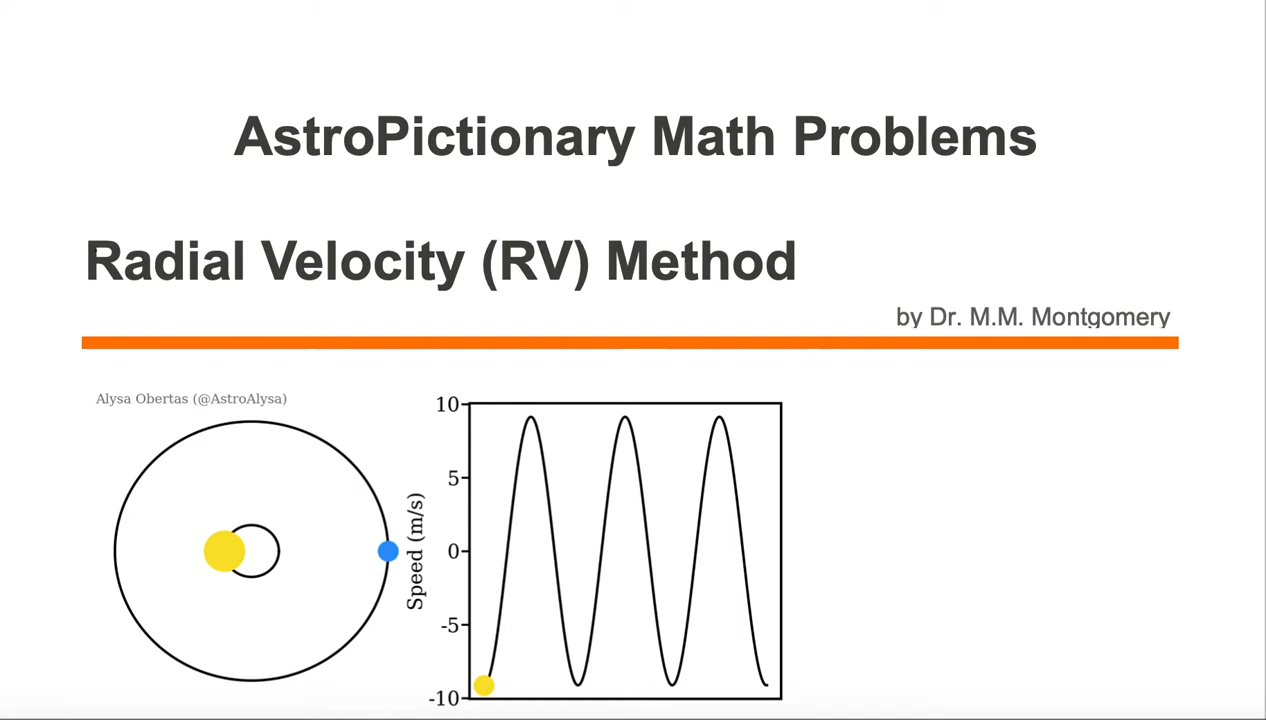 AstroPictionary Math Problems
Radial Velocity (RV) Method
by Dr. M.M. Montgomery
Alysa Obertas (@AstroAlysa)
Speed (m/s)
10
5
0
-5
-10